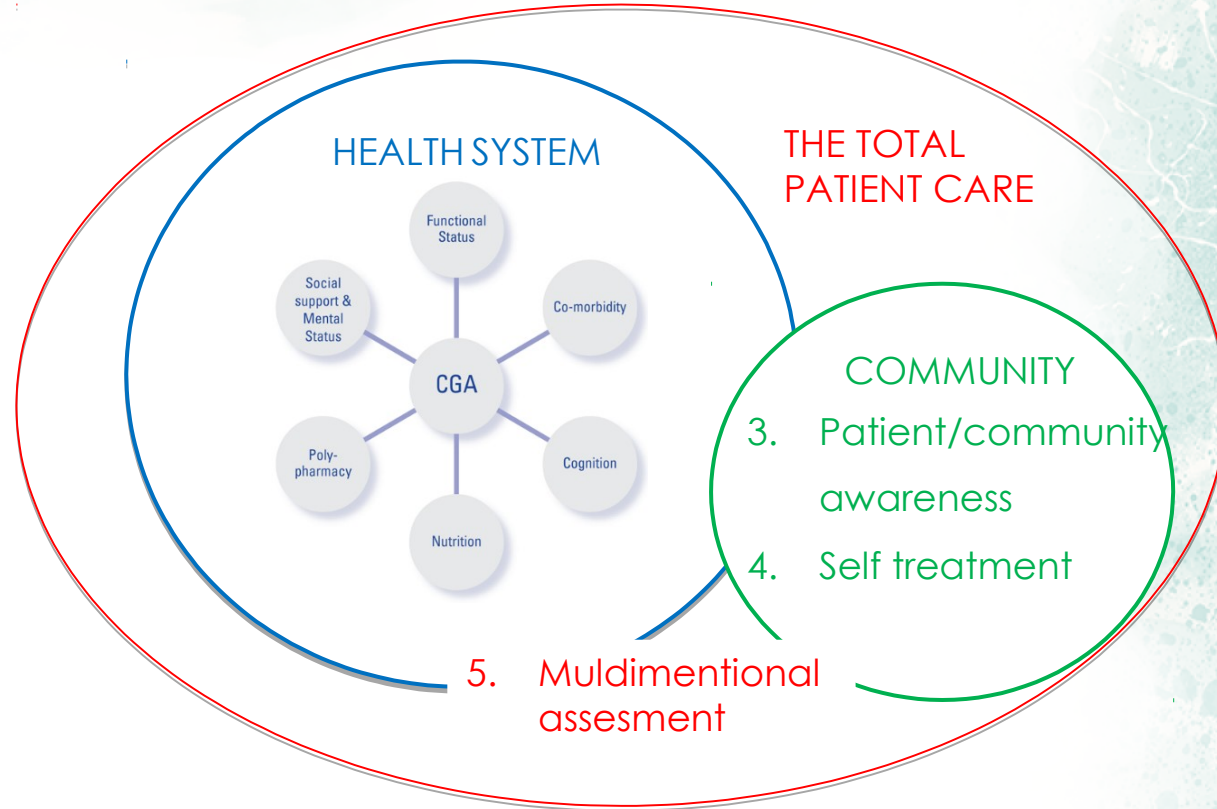 HEALTH SYSTEM
THE TOTAL
PATIENT CARE
Functional
Status
Social
support &
Mental
Status
Co-morbidity
CGA
Poly-
pharmacy
Cognition
Nutrition
COMMUNITY
3. Patient/community
awareness
4. Self treatment
5. Muldimentional
assesment